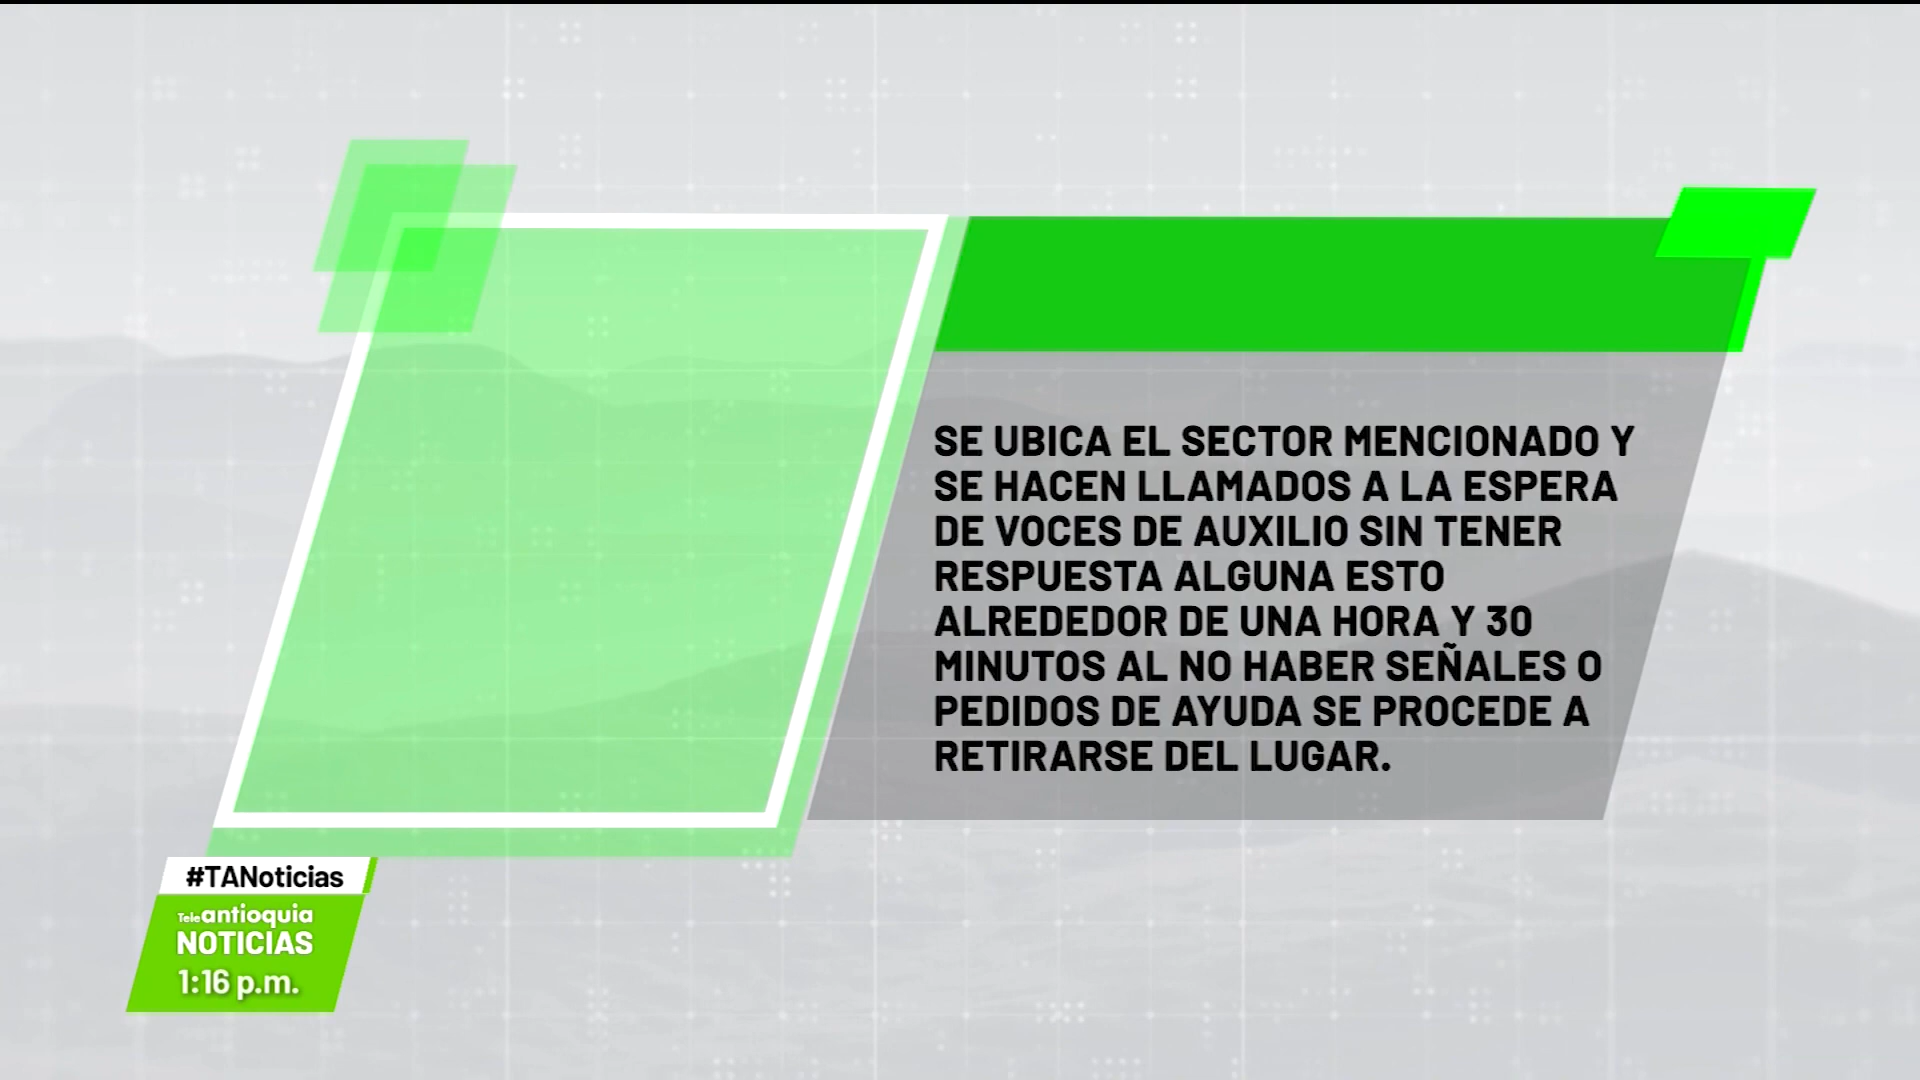 SE UBICA EL SECTOR MENCIONADO Y
SE HACEN LLAMADOS A LA ESPERA
DE VOCES DE AUXILIO SIN TENER
RESPUESTA ALGUNA ESTO
ALREDEDOR DE UNA HORA Y 30
MINUTOS AL NO HABER SEÑALES O
PEDIDOS DE AYUDA SE PROCEDE A
RETIRARSE DEL LUGAR.
#TANoticias
Teleantioquia
NOTICIAS
1:16 p.m.